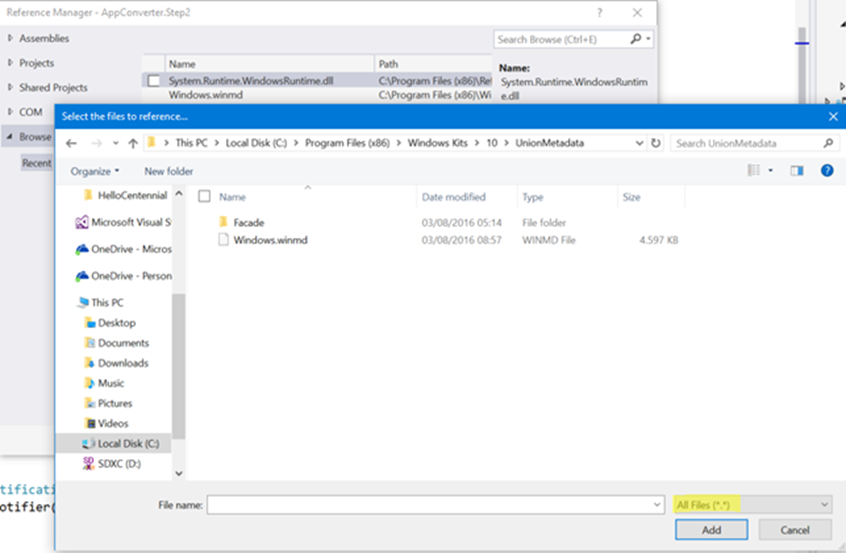 Reference Manager - AppConverter.Step2
Assemblies
Projects
Shared Projects
COM
Browse
Recent
Search Browse (Ctrl+E)
Name Path
System.Runtime.WindowsRuntime.dll C:\Program Files (x86)\Ref
Windows.winmd C:\Program Files (x86)\Wi
Name:
System.Runtime.WindowsRuntim
e.dll
Select the files to reference...
This PC > Local Disk (C:) > Program Files (x86) > Windows Kits > 10 > UnionMetadata
Search UnionMetadata
Organize New folder
HelloCentennial
Microsoft Visual S
OneDrive - Micros
OneDrive - Person
This PC
Desktop
Documents
Downloads
Music
Pictures
Videos
Local Disk (C:)
SDXC (D:)
Name Date modified Type Size
Facade 03/08/2016 05:14 File folder
Windows.winmd 03/08/2016 08:57 WINMD File 4.597 KB
tificati
otifier(
File name:
All Files (*.*)
Add Cancel